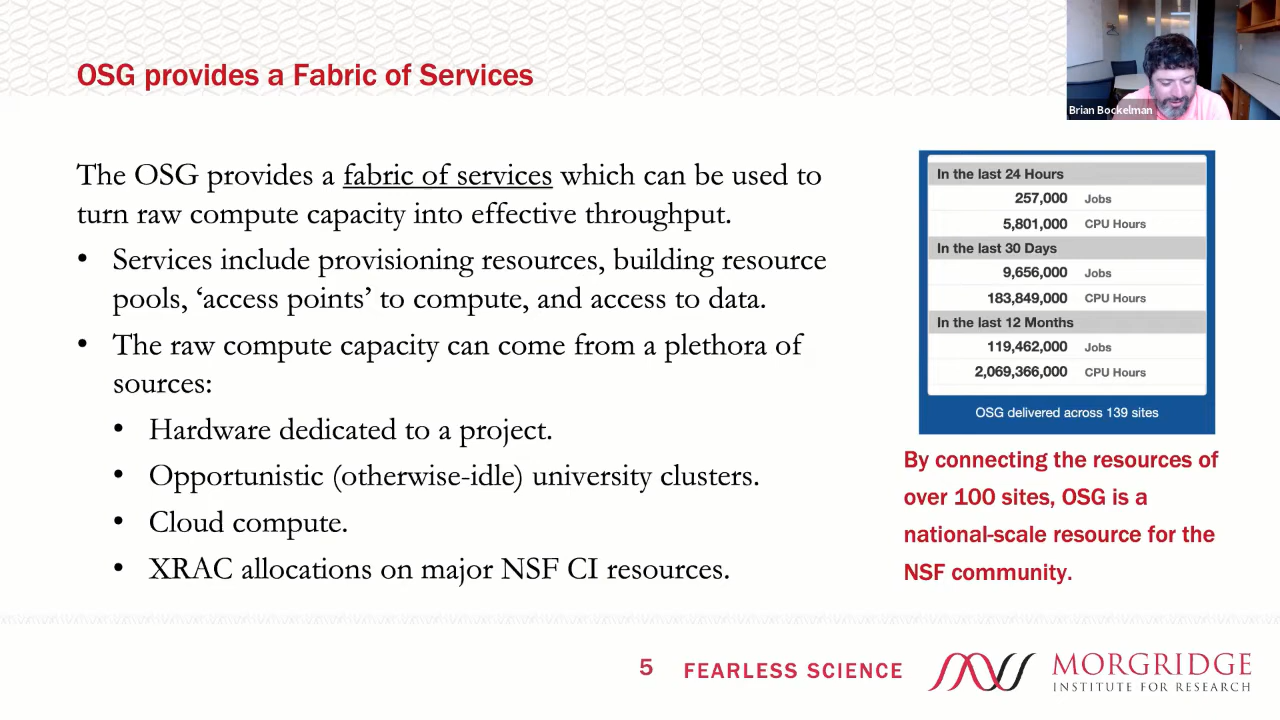 OSG provides a Fabric of Services
Brian Bockelman
The OSG provides a fabric of services which can be used to
turn raw compute capacity into effective throughput.
• Services include provisioning resources, building resource
pools, ‘access points’ to compute, and access to data.
• The raw compute capacity can come from a plethora of
sources:
• Hardware dedicated to a project.
• Opportunistic (otherwise-idle) university clusters.
• Cloud compute.
• XRAC allocations on major NSF CI resources.
In the last 24 Hours
257,000 Jobs
5,801,000 CPU Hours
In the last 30 Days
9,656,000 Jobs
183,849,000 CPU Hours
In the last 12 Months
119,462,000 Jobs
2,069,366,000 CPU Hours
OSG delivered across 139 sites
By connecting the resources of
over 100 sites, OSG is a
national-scale resource for the
NSF community.
5 FEARLESS SCIENCE
MORGRIDGE
INSTITUTE FOR RESEARCH